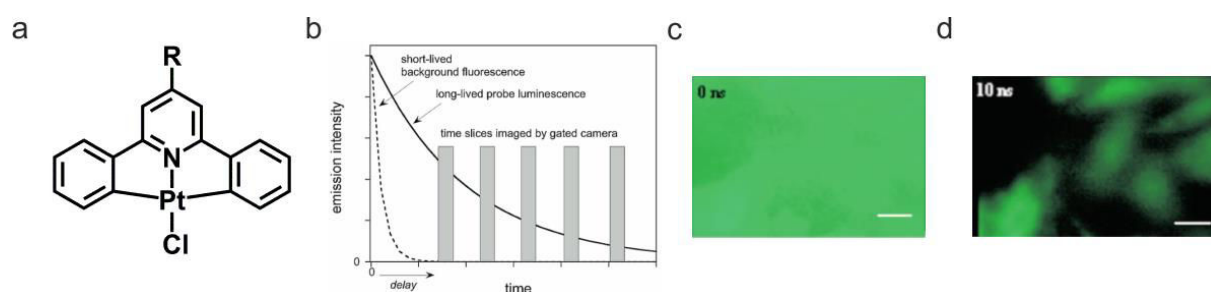 a
R
N
Pt
Cl
b
short-lived
background fluorescence
long-lived probe luminescence
time slices imaged by gated camera
emission intensity
0
0
delay
time
c
0 ns
d
10 ns